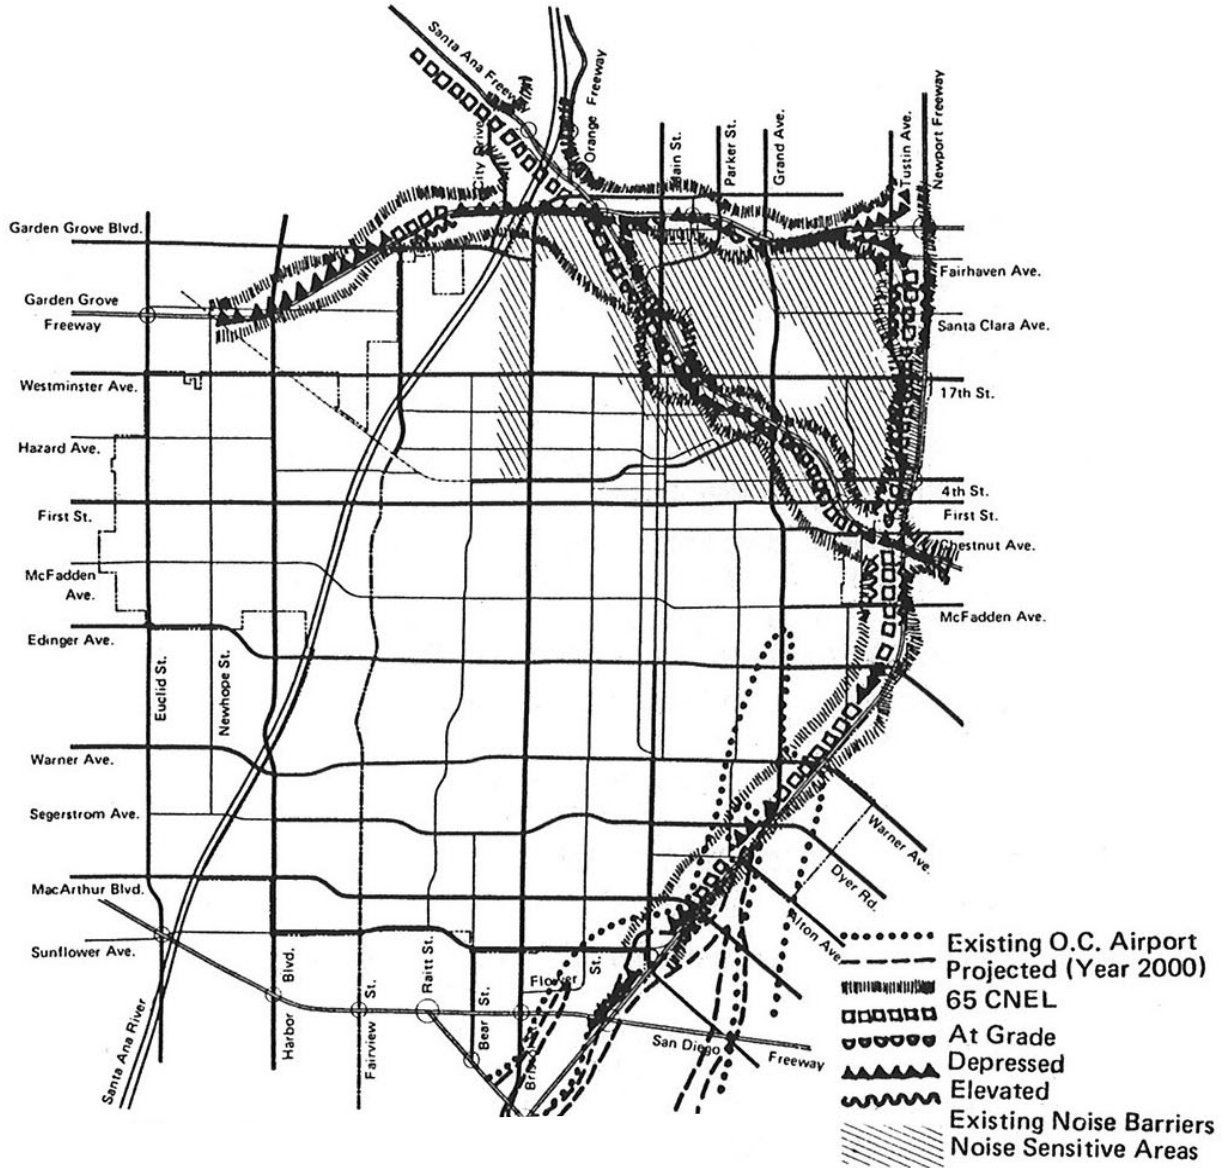 Santa Ana Freeway
Orange Freeway
City Drive
Main St.
Parker St.
Grand Ave.
Tustin Ave.
Newport Freeway
Garden Grove Blvd.
Fairhaven Ave.
Garden Grove
Freeway
Santa Clara Ave.
Westminster Ave.
17th St.
Hazard Ave.
4th St.
First St.
First St.
Chestnut Ave.
McFadden
Ave.
McFadden Ave.
Edinger Ave.
Euclid St.
Newhope St.
Warner Ave.
Segerstrom Ave.
Warner Ave.
Dyer Rd.
MacArthur Blvd.
Alton Ave.
Sunflower Ave.
Harbor Blvd.
Fairview St.
Raitt St.
Bear St.
Flower St.
San Diego Freeway
Santa Ana River
Existing O.C. Airport
Projected (Year 2000)
65 CNEL
At Grade
Depressed
Elevated
Existing Noise Barriers
Noise Sensitive Areas